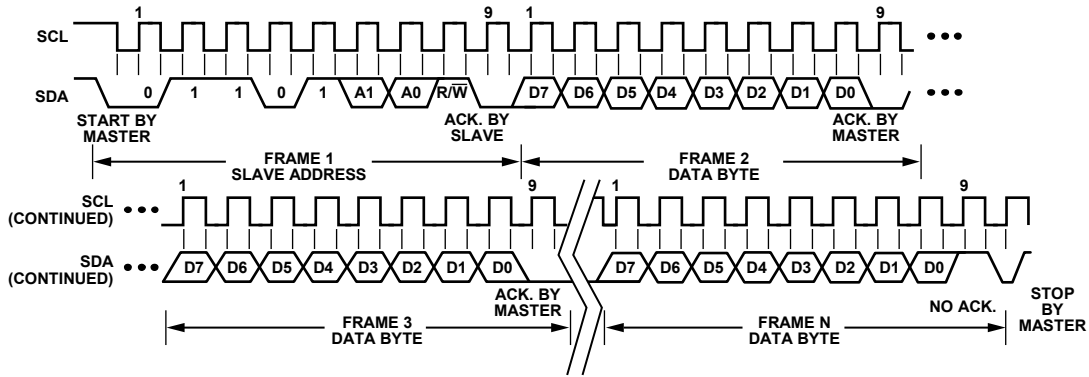 1 9 1 9
SCL
SDA 0 1 1 0 1 A1 A0 R/W̅ D7 D6 D5 D4 D3 D2 D1 D0
START BY MASTER
ACK. BY SLAVE
ACK. BY MASTER
FRAME 1
SLAVE ADDRESS
FRAME 2
DATA BYTE
1 9 1 9
SCL
(CONTINUED)
SDA
(CONTINUED) D7 D6 D5 D4 D3 D2 D1 D0 D7 D6 D5 D4 D3 D2 D1 D0
ACK. BY
MASTER
NO ACK.
STOP
BY
MASTER
FRAME 3
DATA BYTE
FRAME N
DATA BYTE